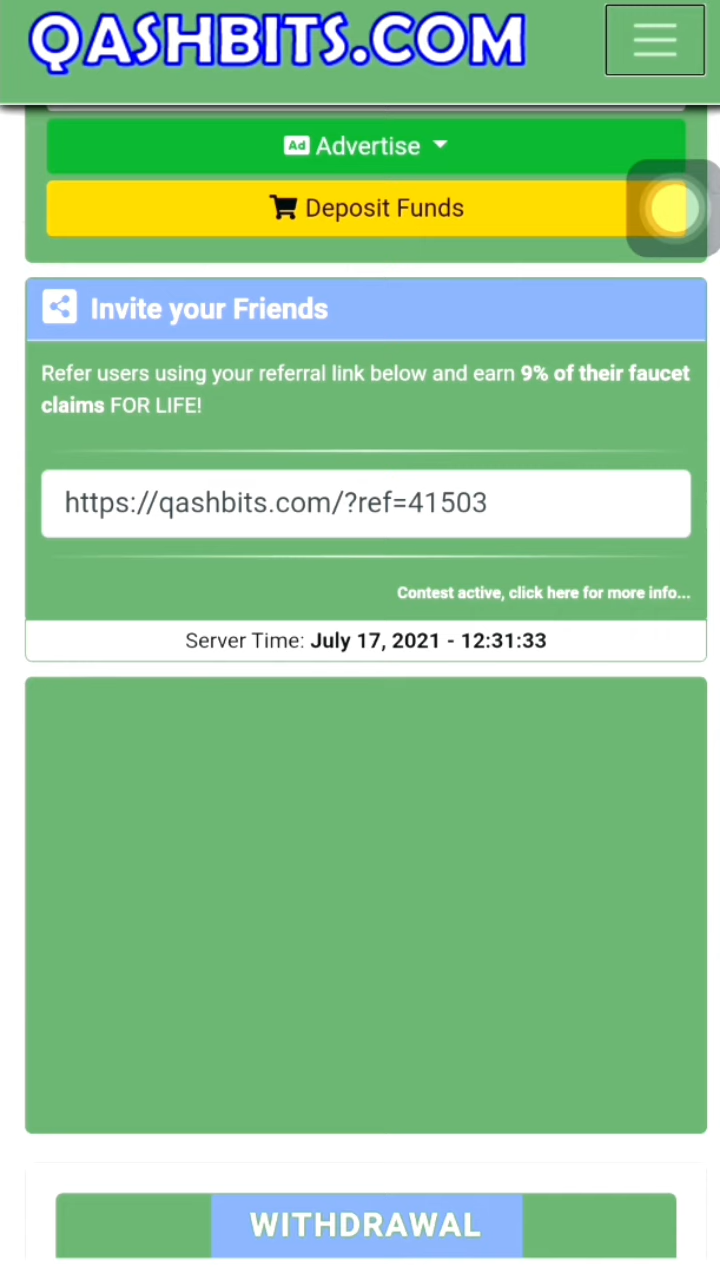 QASHBITS.COM
Ad Advertise
Deposit Funds
Invite your Friends
Refer users using your referral link below and earn 9% of their faucet
claims FOR LIFE!
https://qashbits.com/?ref=41503
Contest active, click here for more info...
Server Time: July 17, 2021 - 12:31:33
WITHDRAWAL